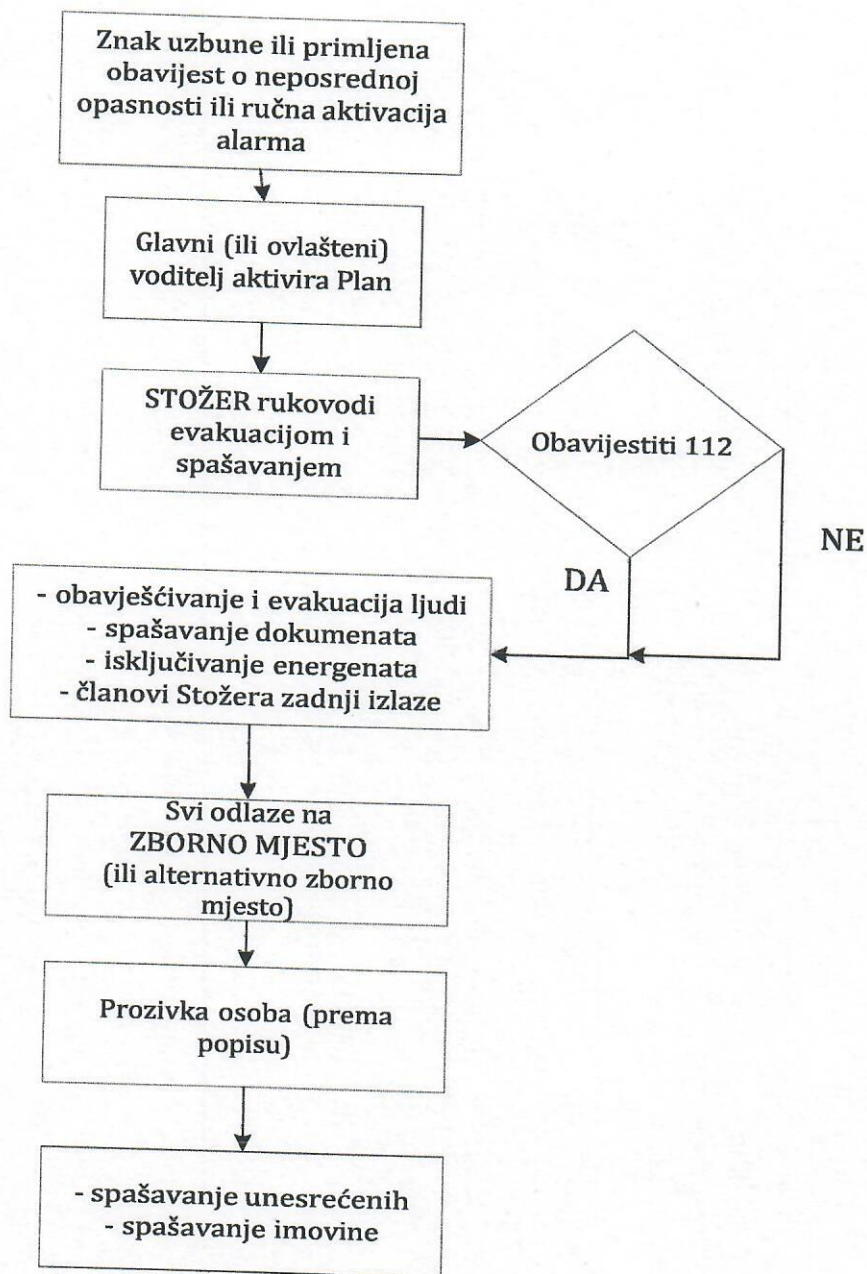 Znak uzbune ili primljena
obavijest o neposrednoj
opasnosti ili ručna aktivacija
alarma
Glavni (ili ovlašteni)
voditelj aktivira Plan
STOŽER rukovodi
evakuacijom i
spašavanjem
Obavijestiti 112
NE
DA
- obavješćivanje i evakuacija ljudi
- spašavanje dokumenata
- isključivanje energenata
- članovi Stožera zadnji izlaze
Svi odlaze na
ZBORNO MJESTO
(ili alternativno zborno
mjesto)
Prozivka osoba (prema
popisu)
- spašavanje unesrećenih
- spašavanje imovine